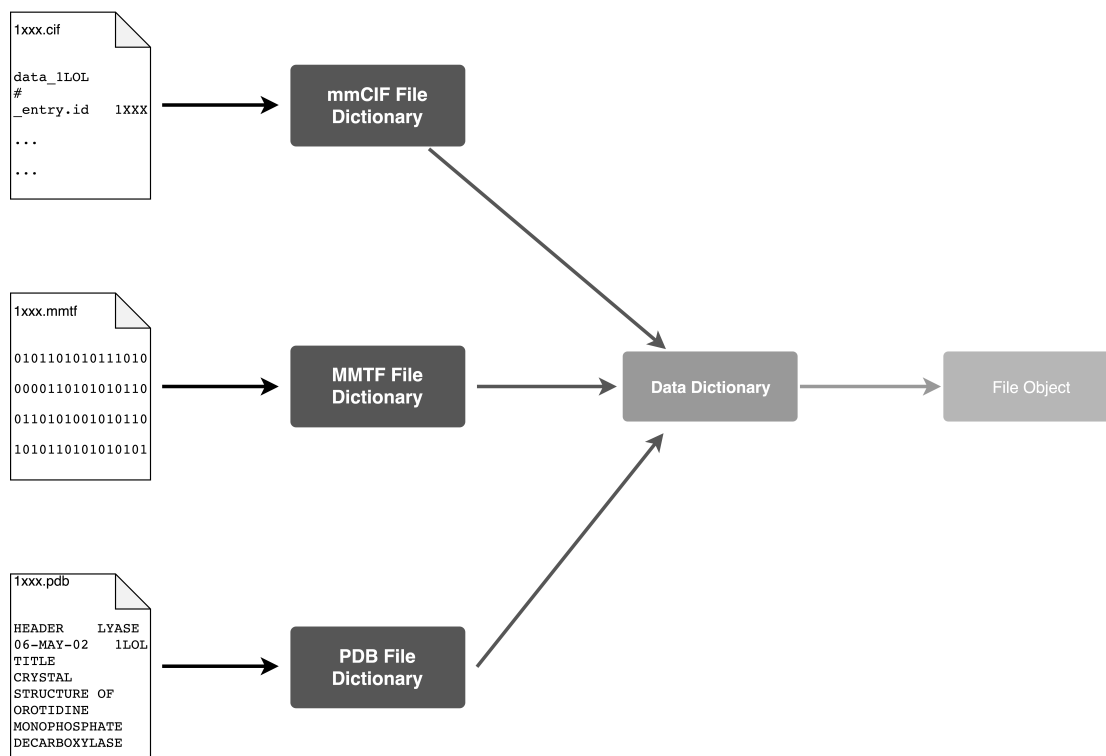 1xxx.cif
data_1LOL
#
_entry.id   1XXX
...
...
mmCIF File
Dictionary
1xxx.mmtf
0101101010111010
0000110101010110
0110101001010110
1010110101010101
MMTF File
Dictionary
Data Dictionary
File Object
1xxx.pdb
HEADER    LYASE
06-MAY-02   1LOL
TITLE
CRYSTAL
STRUCTURE OF
OROTIDINE
MONOPHOSPHATE
DECARBOXYLASE
PDB File
Dictionary